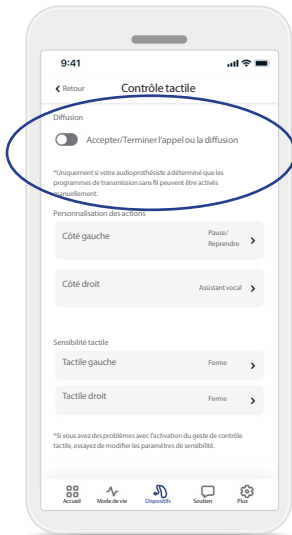 9:41
Retour Contrôle tactile
Diffusion
Accepter/Terminer l'appel ou la diffusion
*Uniquement si votre audioprothésiste a déterminé que les
programmes de transmission sans fil peuvent être activés
manuellement.
Personnalisation des actions
Côté gauche Pause/
Reprendre
Côté droit Assistant vocal
Sensibilité tactile
Tactile gauche Ferme
Tactile droit Ferme
*Si vous avez des problèmes avec l'activation du geste de contrôle
tactile, essayez de modifier les paramètres de sensibilité.
Accueil Mode de vie Dispositifs Soutien Plus